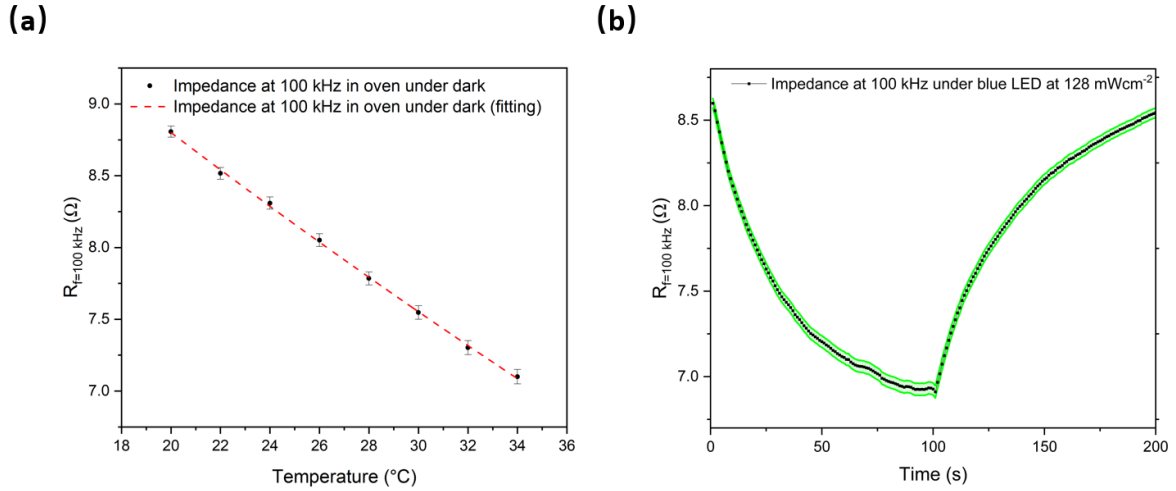 (a)
Impedance at 100 kHz in oven under dark
Impedance at 100 kHz in oven under dark (fitting)
9.0
8.5
8.0
7.5
7.0
R_{f=100 kHz} (Ω)
18 20 22 24 26 28 30 32 34 36
Temperature (°C)
(b)
Impedance at 100 kHz under blue LED at 128 mWcm⁻²
8.5
8.0
7.5
7.0
R_{f=100 kHz} (Ω)
0 50 100 150 200
Time (s)